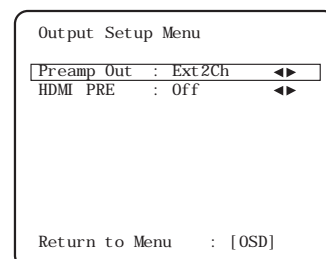 Output Setup Menu
Preamp Out : Ext2Ch ◄►
HDMI PRE : Off ◄►
Return to Menu : [OSD]